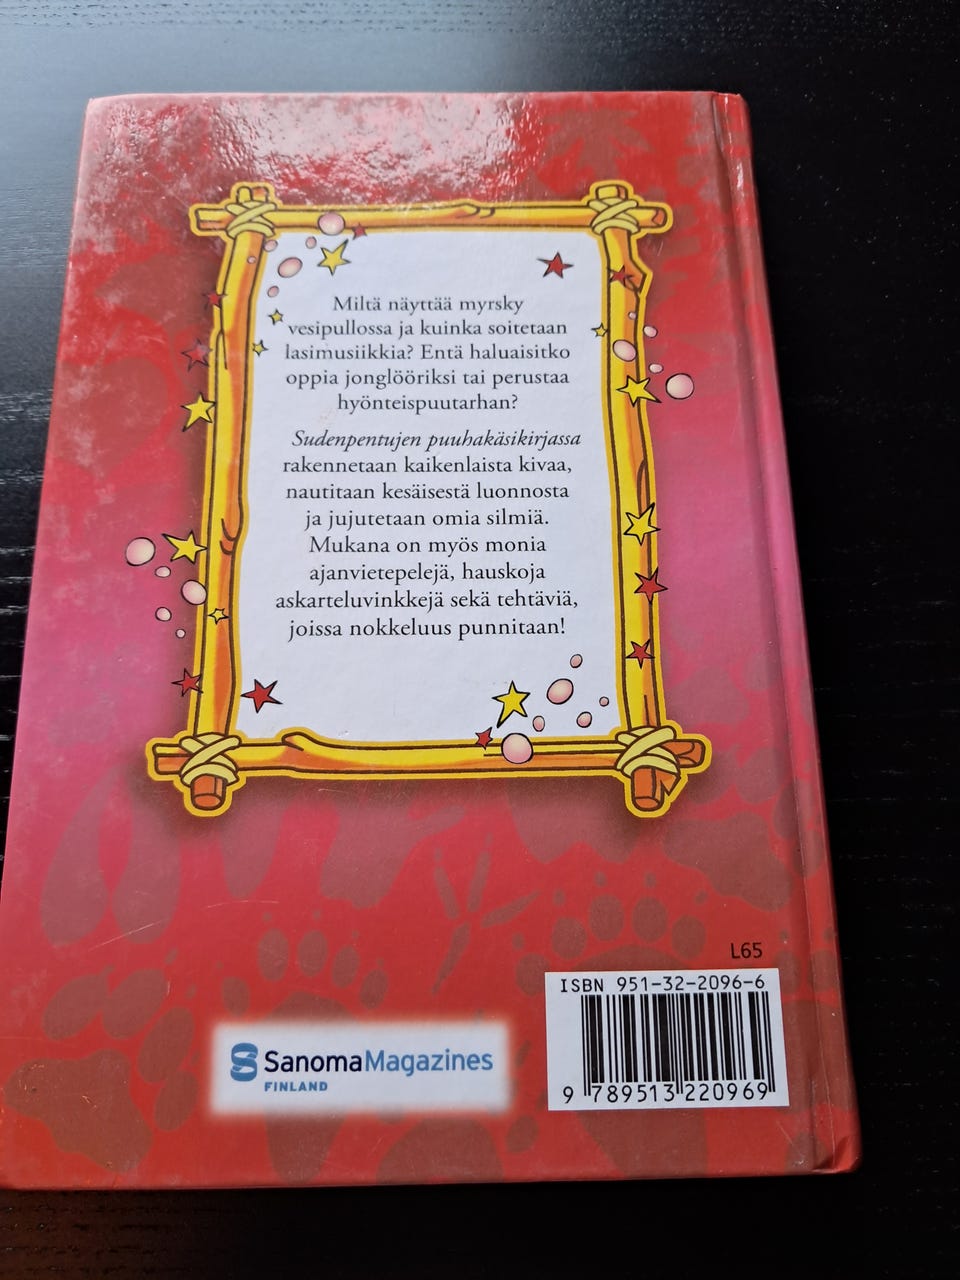 Miltä näyttää myrsky
vesipullossa ja kuinka soitetaan
lasimusiikkia? Entä haluaisitko
oppia jonglööriksi tai perustaa
hyönteispuutarhan?
Sudenpentujen puuhakäsikirjassa
rakennetaan kaikenlaista kivaa,
nautitaan kesäisestä luonnosta
ja jujutetaan omia silmiä.
Mukana on myös monia
ajanvietepelejä, hauskoja
askarteluvinkkejä sekä tehtäviä,
joissa nokkeluus punnitaan!
L65
ISBN 951-32-2096-6
SanomaMagazines
FINLAND
9 789513 220969